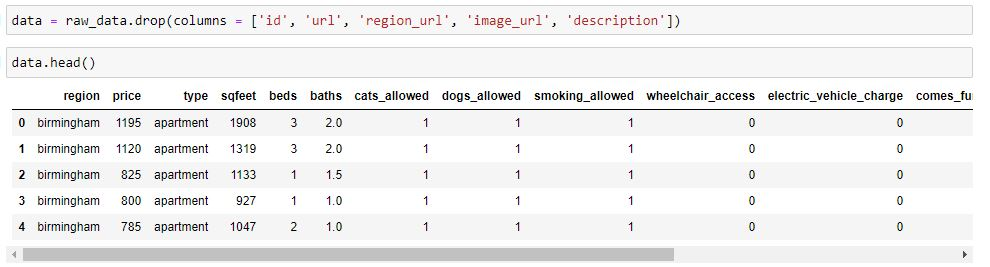 data = raw_data.drop(columns = ['id', 'url', 'region_url', 'image_url', 'description'])
data.head()
region price type sqfeet beds baths cats_allowed dogs_allowed smoking_allowed wheelchair_access electric_vehicle_charge comes_fur
0 birmingham 1195 apartment 1908 3 2.0 1 1 1 0 0
1 birmingham 1120 apartment 1319 3 2.0 1 1 1 0 0
2 birmingham 825 apartment 1133 1 1.5 1 1 1 0 0
3 birmingham 800 apartment 927 1 1.0 1 1 1 0 0
4 birmingham 785 apartment 1047 2 1.0 1 1 1 0 0